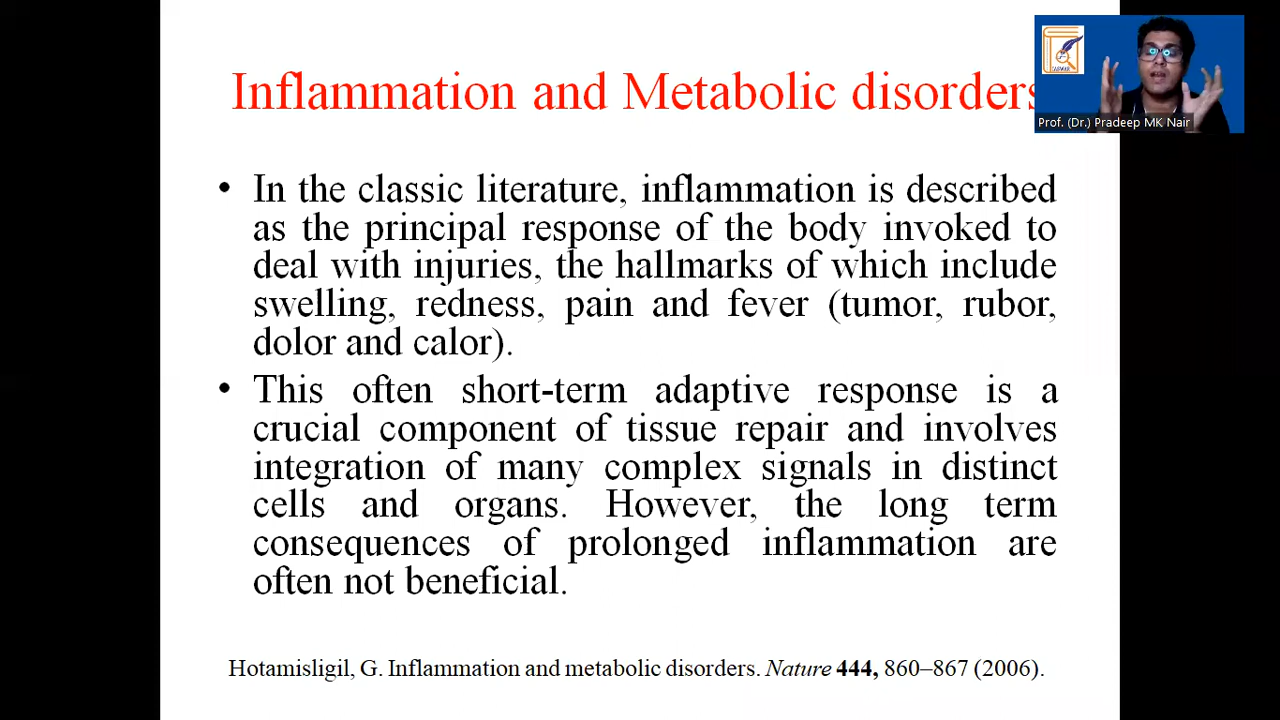 Inflammation and Metabolic disorders
Prof. (Dr.) Pradeep MK Nair
• In the classic literature, inflammation is described
as the principal response of the body invoked to
deal with injuries, the hallmarks of which include
swelling, redness, pain and fever (tumor, rubor,
dolor and calor).
• This often short-term adaptive response is a
crucial component of tissue repair and involves
integration of many complex signals in distinct
cells and organs. However, the long term
consequences of prolonged inflammation are
often not beneficial.
Hotamisligil, G. Inflammation and metabolic disorders. Nature 444, 860–867 (2006).